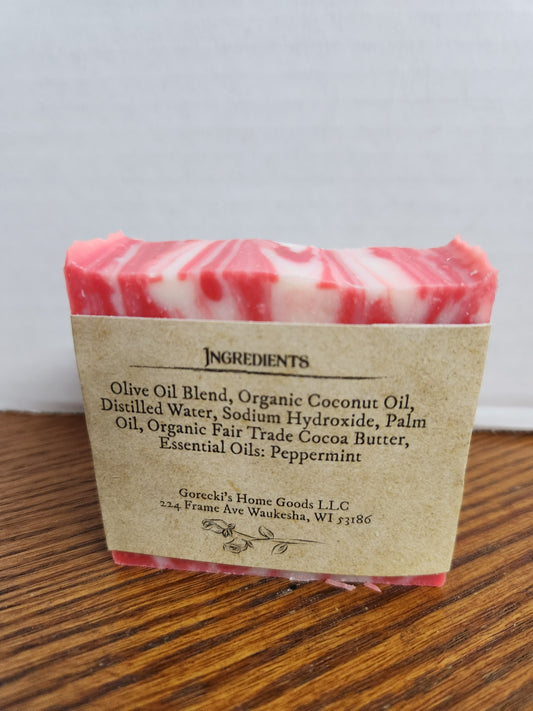 Ingredients
Olive Oil Blend, Organic Coconut Oil,
Distilled Water, Sodium Hydroxide, Palm
Oil, Organic Fair Trade Cocoa Butter,
Essential Oils: Peppermint
Gorecki's Home Goods LLC
224 Frame Ave Waukesha, WI 53186